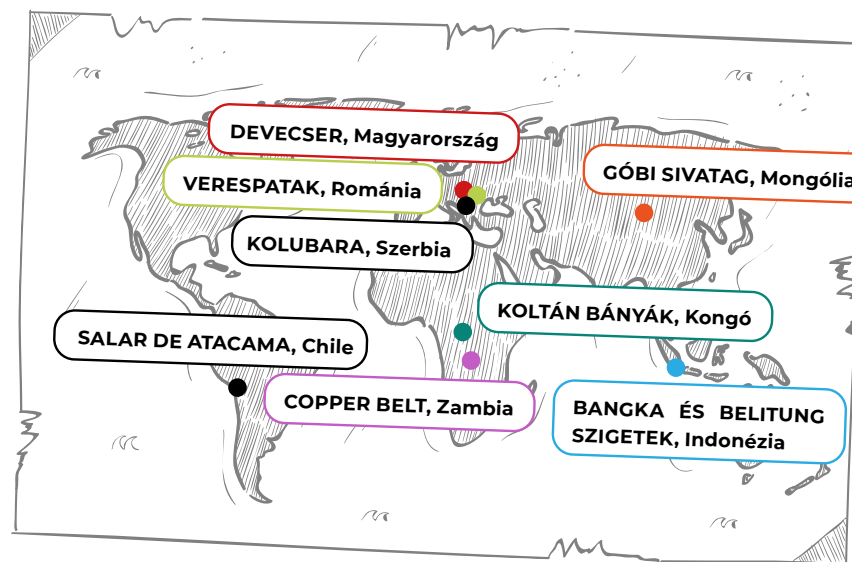 DEVECSER, Magyarország
VERESPATAK, Románia
GÓBI SIVATAG, Mongólia
KOLUBARA, Szerbia
KOLTÁN BÁNYÁK, Kongó
SALAR DE ATACAMA, Chile
COPPER BELT, Zambia
BANGKA ÉS BELITUNG
SZIGETEK, Indonézia